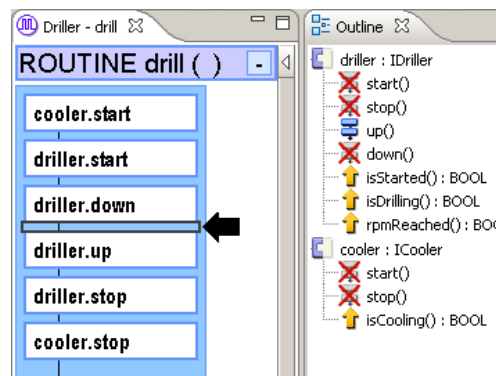 Driller - drill
ROUTINE drill ( )
-
cooler.start
driller.start
driller.down
driller.up
driller.stop
cooler.stop
Outline
driller : IDriller
start()
stop()
up()
down()
isStarted() : BOOL
isDrilling() : BOOL
rpmReached() : BOO
cooler : ICooler
start()
stop()
isCooling() : BOOL